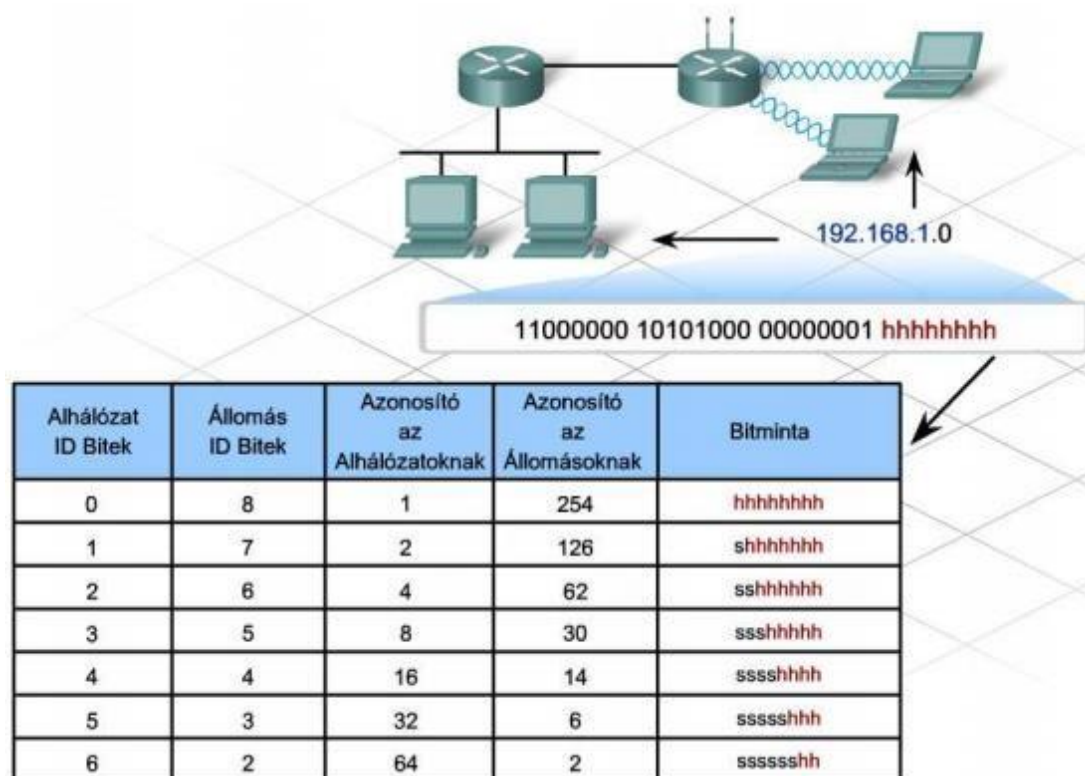 192.168.1.0
11000000 10101000 00000001 hhhhhhhh
Alhálózat ID Bitek	Állomás ID Bitek	Azonosító az Alhálózatoknak	Azonosító az Állomásoknak	Bitminta
0	8	1	254	hhhhhhhh
1	7	2	126	shhhhhhh
2	6	4	62	sshhhhhh
3	5	8	30	ssshhhhh
4	4	16	14	sssshhhh
5	3	32	6	ssssshhh
6	2	64	2	sssssshh